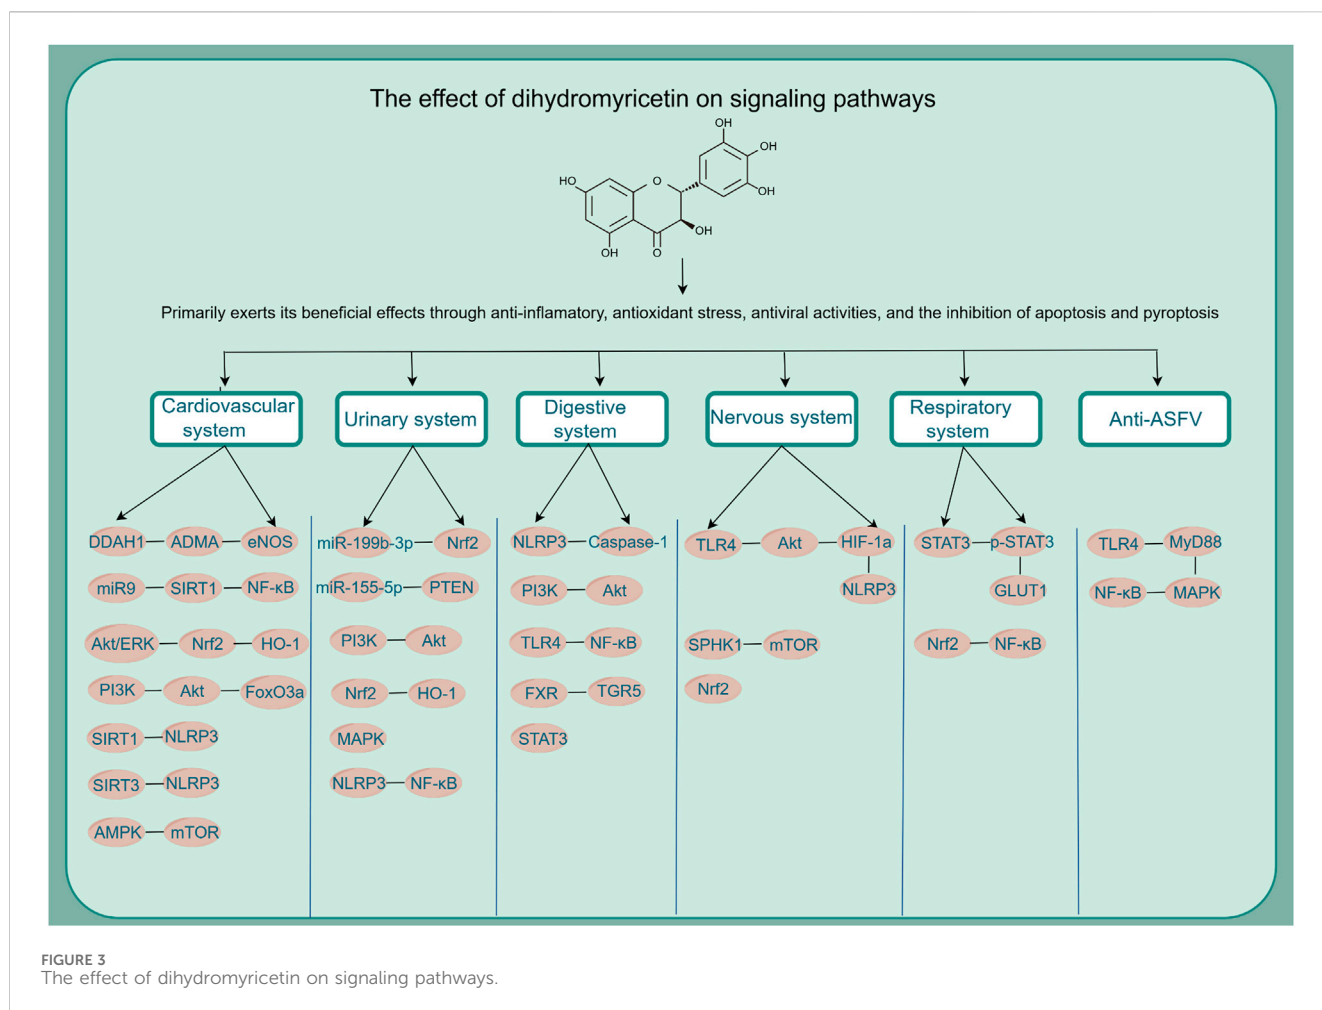 The effect of dihydromyricetin on signaling pathways
OH
OH
HO
O
OH
OH
OH
O
Primarily exerts its beneficial effects through anti-inflamatory, antioxidant stress, antiviral activities, and the inhibition of apoptosis and pyroptosis
Cardiovascular
system
DDAH1 ADMA eNOS
miR9 SIRT1 NF-κB
Akt/ERK Nrf2 HO-1
PI3K Akt FoxO3a
SIRT1 NLRP3
SIRT3 NLRP3
AMPK mTOR
Urinary system
miR-199b-3p Nrf2
miR-155-5p PTEN
PI3K Akt
Nrf2 HO-1
MAPK
NLRP3 NF-κB
Digestive
system
NLRP3 Caspase-1
PI3K Akt
TLR4 NF-κB
FXR TGR5
STAT3
Nervous system
TLR4 Akt HIF-1a
NLRP3
SPHK1 mTOR
Nrf2
Respiratory
system
STAT3 p-STAT3
GLUT1
Nrf2 NF-κB
Anti-ASFV
TLR4 MyD88
NF-κB MAPK
FIGURE 3
The effect of dihydromyricetin on signaling pathways.